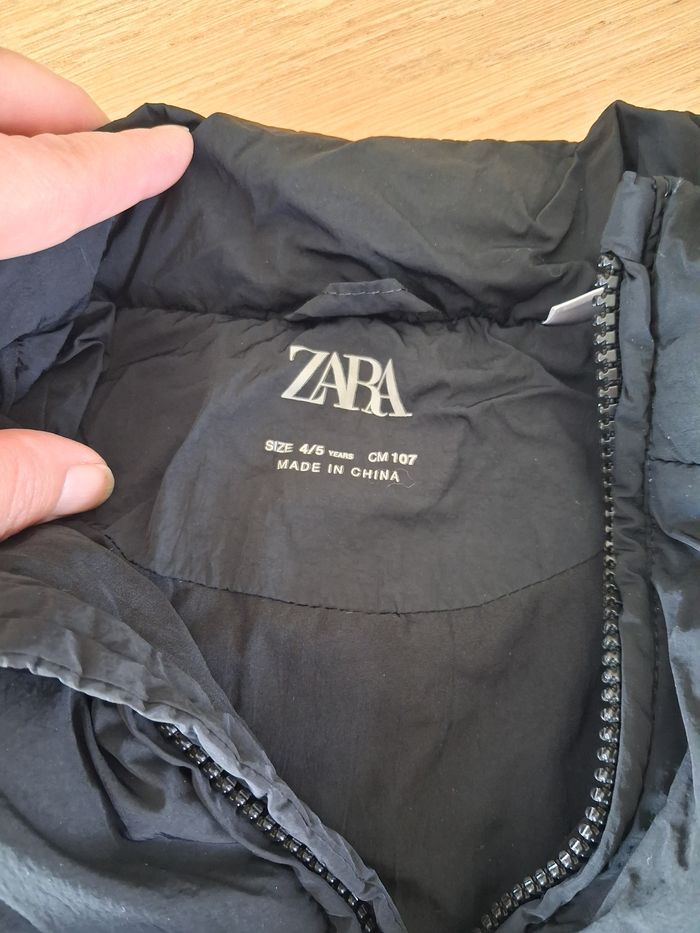 ZARA
SIZE 4/5 YEARS CM 107
MADE IN CHINA